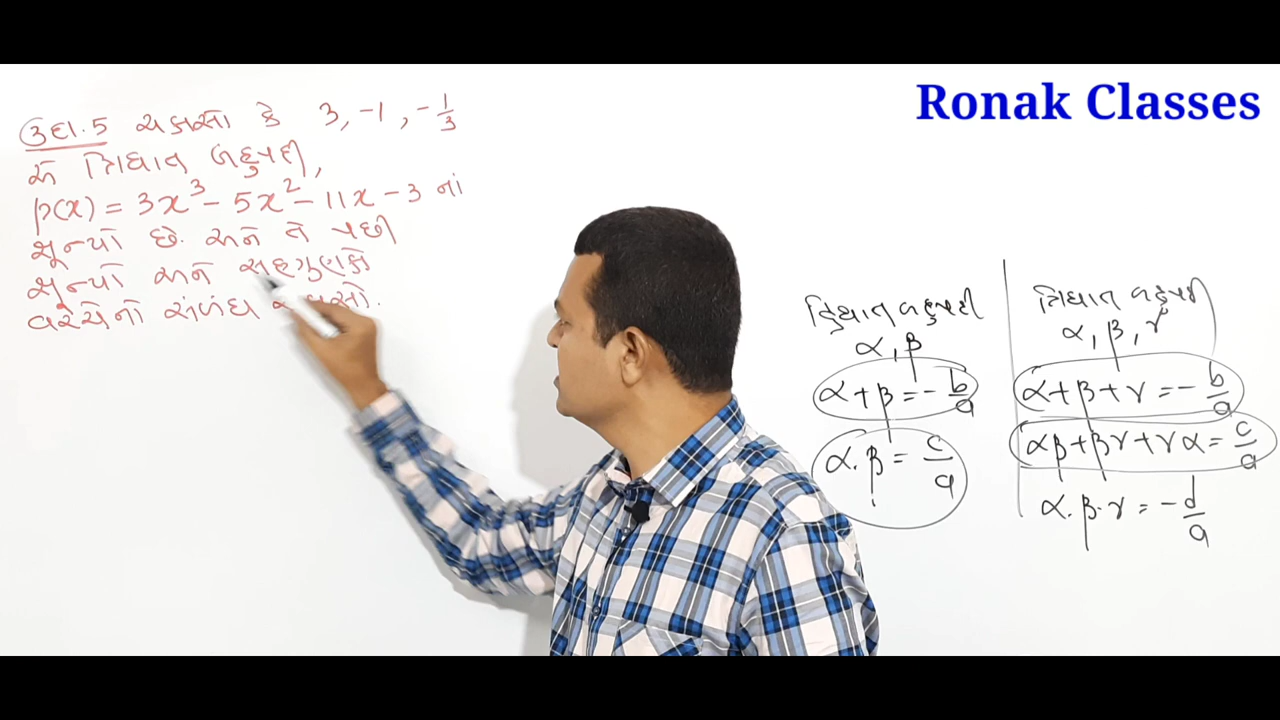 Ronak Classes
ઉદા.5 ચકાસો કે 3, -1, -1/3
એ ત્રિઘાત બહુપદી,
p(x) = 3x³ - 5x² - 11x - 3 નાં
શૂન્યો છે. અને તે પછી
શૂન્યો અને સહગુણકો
વચ્ચેનો સંબંધ
દ્વિઘાત બહુપદી
α, β
α + β = - b/a
α . β = c/a
ત્રિઘાત બહુપદી
α, β, γ
α + β + γ = - b/a
αβ + βγ + γα = c/a
α . β . γ = - d/a